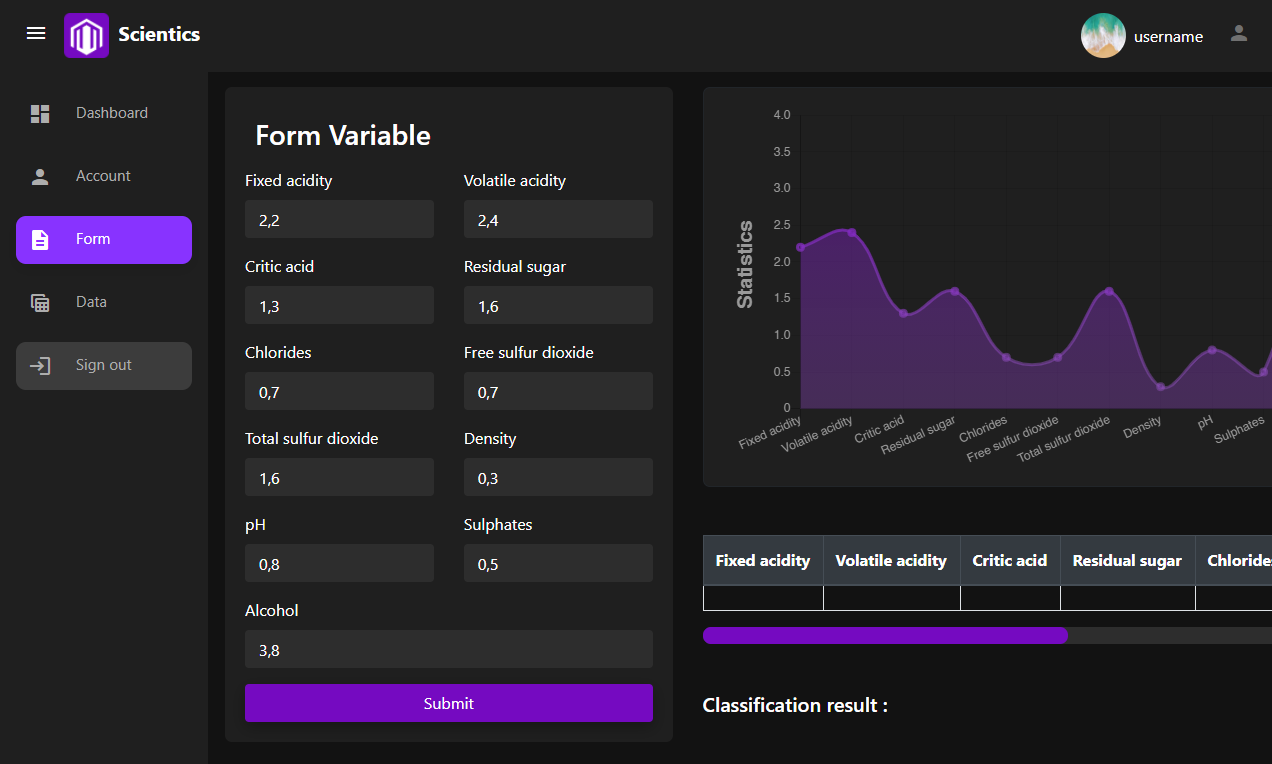 Scientics
username
Dashboard
Account
Form
Data
Sign out
Form Variable
Fixed acidity Volatile acidity
2,2 2,4
Critic acid Residual sugar
1,3 1,6
Chlorides Free sulfur dioxide
0,7 0,7
Total sulfur dioxide Density
1,6 0,3
pH Sulphates
0,8 0,5
Alcohol
3,8
Submit
Statistics
4.0
3.5
3.0
2.5
2.0
1.5
1.0
0.5
0
Fixed acidity
Volatile acidity
Critic acid
Residual sugar
Chlorides
Free sulfur dioxide
Total sulfur dioxide
Density
pH
Sulphates
Fixed acidity Volatile acidity Critic acid Residual sugar Chloride
Classification result :